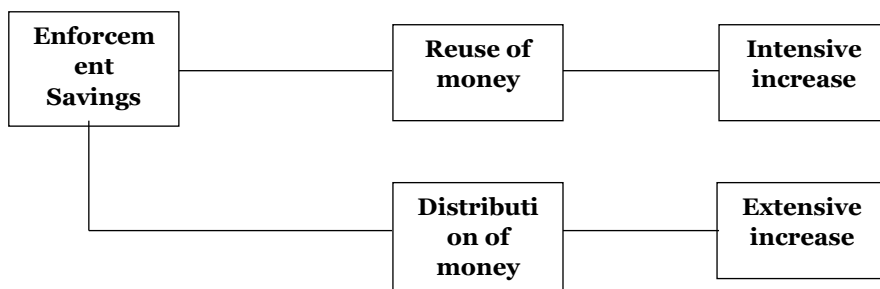 Enforcem
ent
Savings
Reuse of
money
Intensive
increase
Distributi
on of
money
Extensive
increase